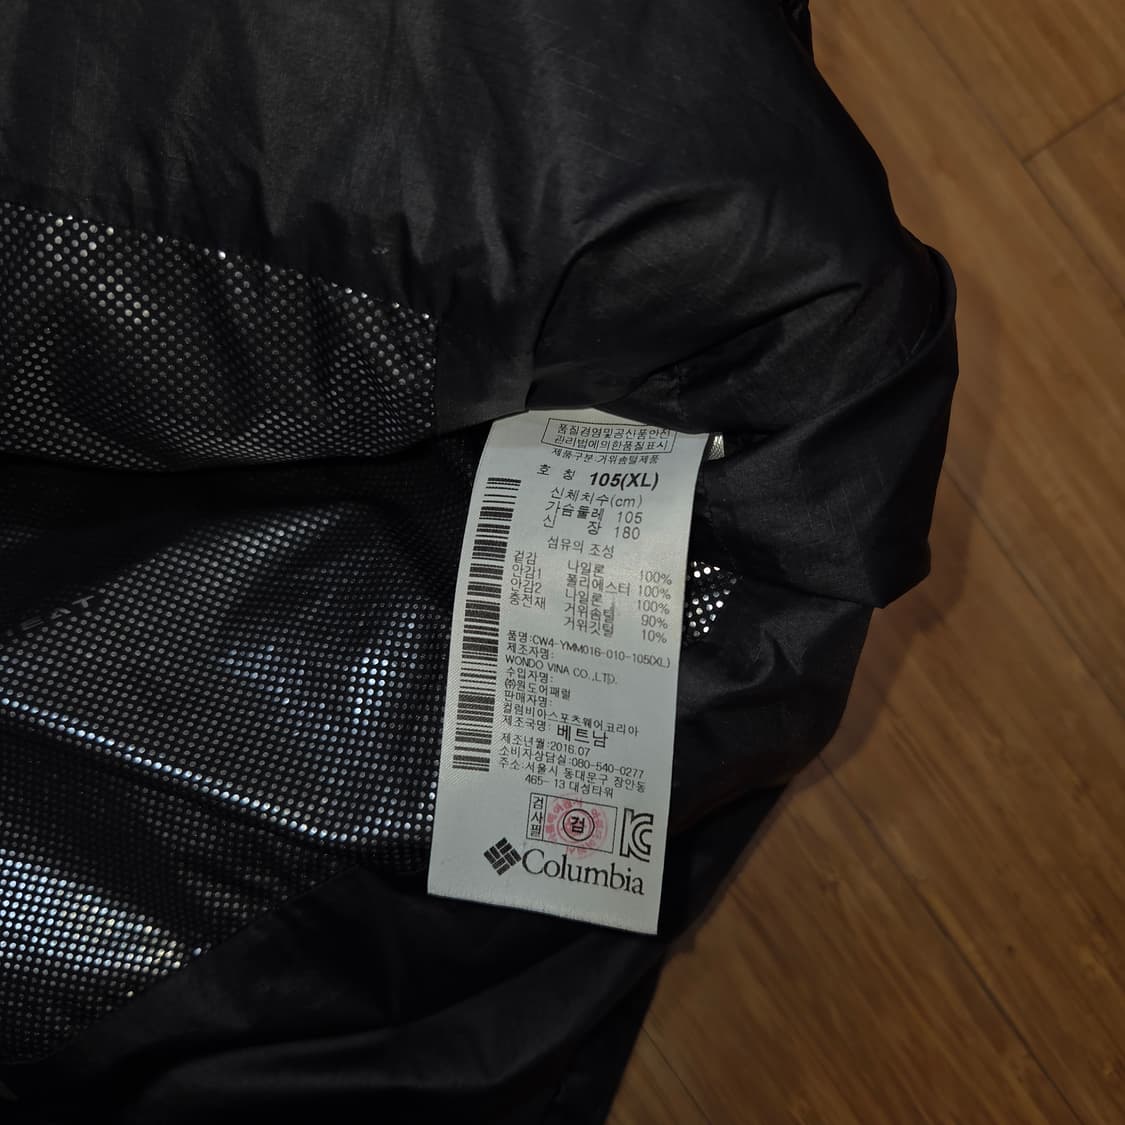 품질경영및공산품안전
관리법에의한품질표시
제품구분:거위솜털제품
호 칭 105(XL)
신체치수(cm)
가슴둘레 105
신 장 180
섬유의 조성
겉감 나일론 100%
안감1 폴리에스터 100%
안감2 나일론 100%
충전재 거위솜털 90%
거위깃털 10%
품명:CW4-YMM016-010-105(XL)
제조자명:
WONDO VINA CO.,LTD.
수입자명:
㈜원도어패럴
판매자명:
컬럼비아스포츠웨어코리아
제조국명: 베트남
제조년월:2016.07
소비자상담실:080-540-0277
주소:서울시 동대문구 장안동
465-13 대성타워
검사필 검
Columbia